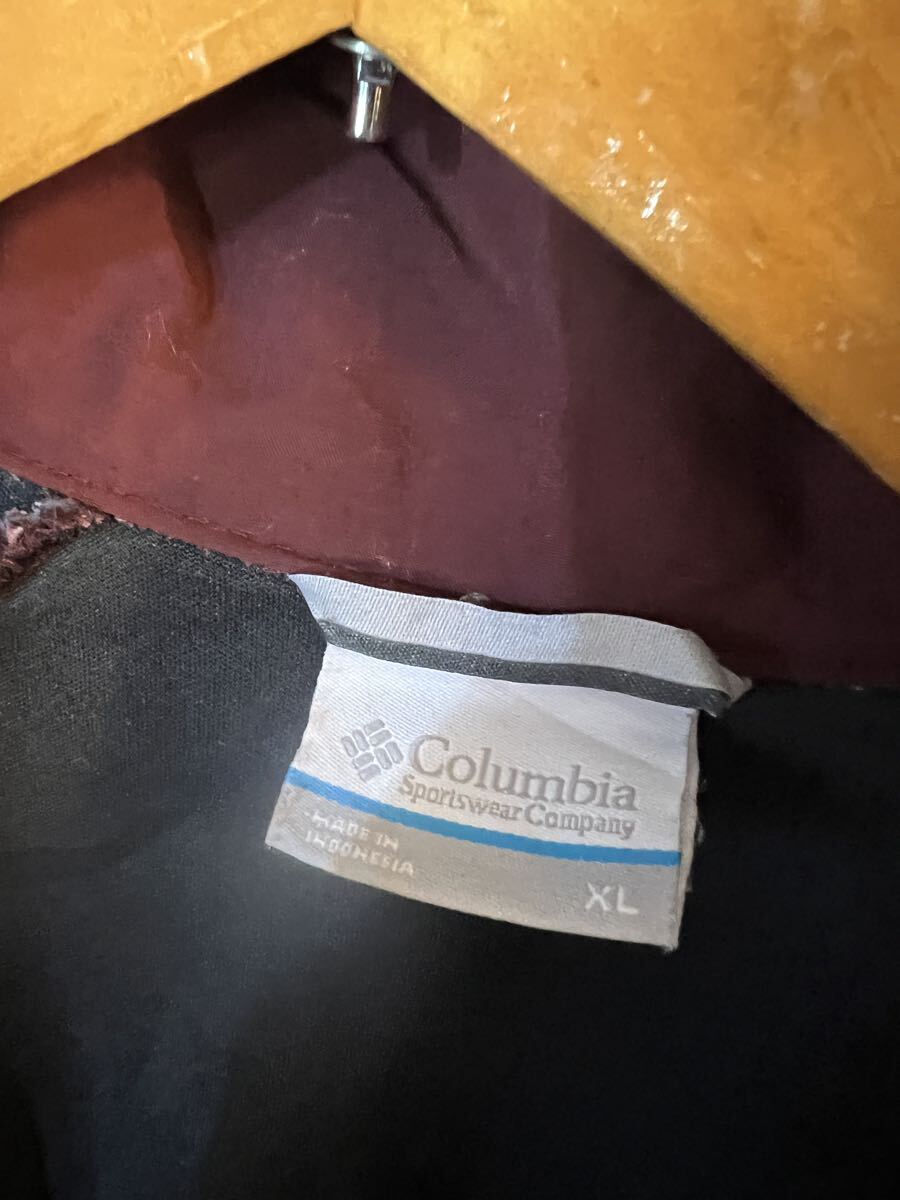 Columbia
Sportswear Company
MADE IN
INDONESIA
XL